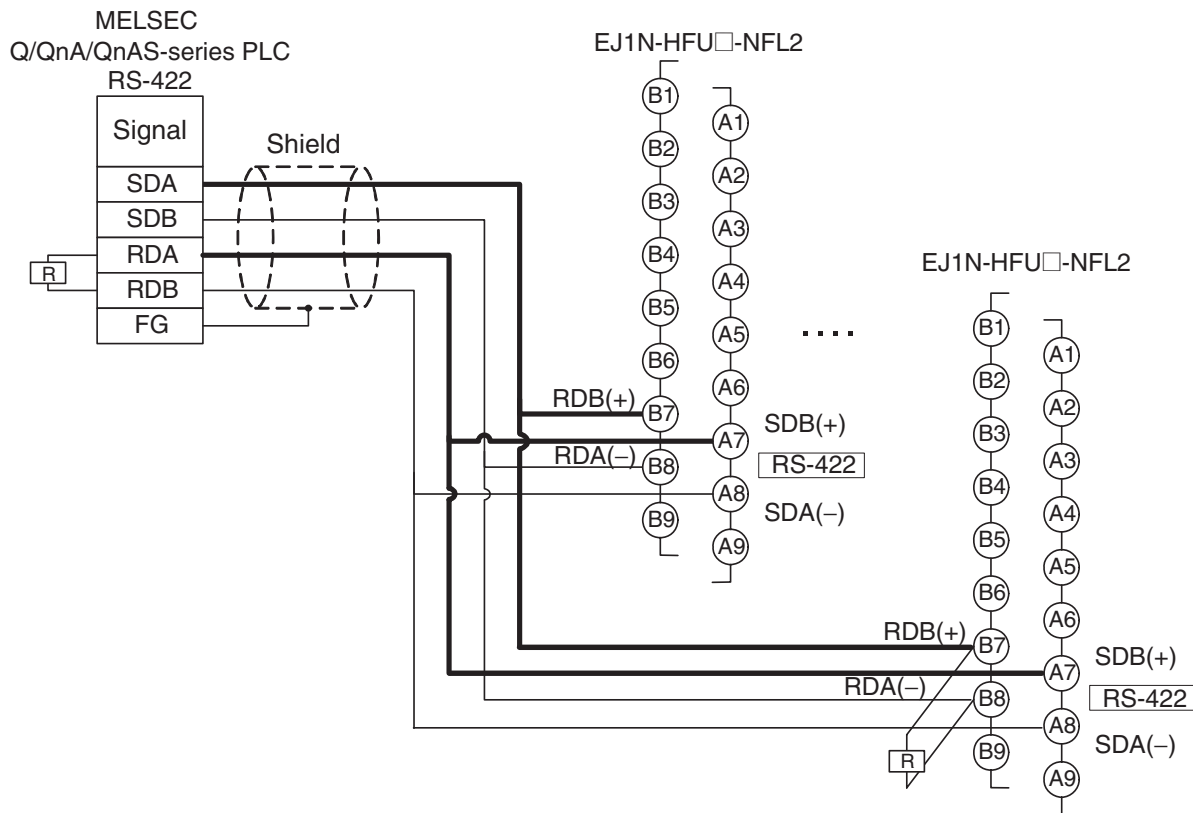 MELSEC
Q/QnA/QnAS-series PLC
RS-422
Signal
SDA
SDB
RDA
RDB
FG
R
Shield
EJ1N-HFU□-NFL2
B1
B2
B3
B4
B5
B6
B7
B8
B9
A1
A2
A3
A4
A5
A6
A7
A8
A9
RDB(+)
RDA(−)
SDB(+)
RS-422
SDA(−)
....
EJ1N-HFU□-NFL2
B1
B2
B3
B4
B5
B6
B7
B8
B9
A1
A2
A3
A4
A5
A6
A7
A8
A9
RDB(+)
RDA(−)
R
SDB(+)
RS-422
SDA(−)